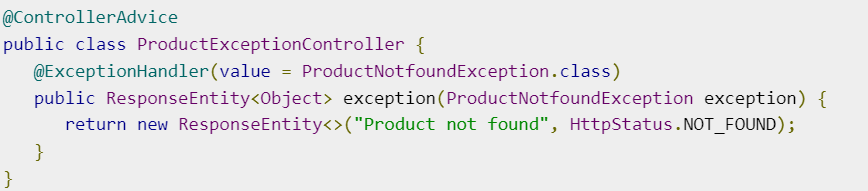 @ControllerAdvice
public class ProductExceptionController {
   @ExceptionHandler(value = ProductNotfoundException.class)
   public ResponseEntity<Object> exception(ProductNotfoundException exception) {
      return new ResponseEntity<>("Product not found", HttpStatus.NOT_FOUND);
   }
}